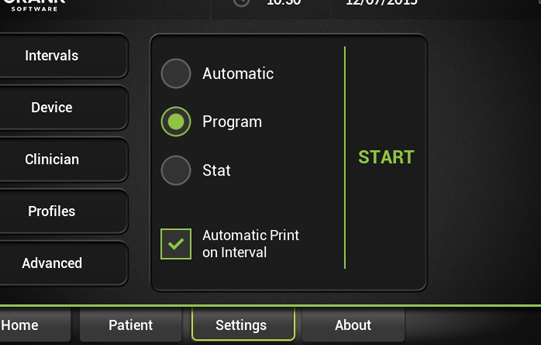 CRANK
SOFTWARE
10:30
12/07/2015
Intervals
Device
Clinician
Profiles
Advanced
Automatic
Program
Stat
Automatic Print
on Interval
START
Home
Patient
Settings
About